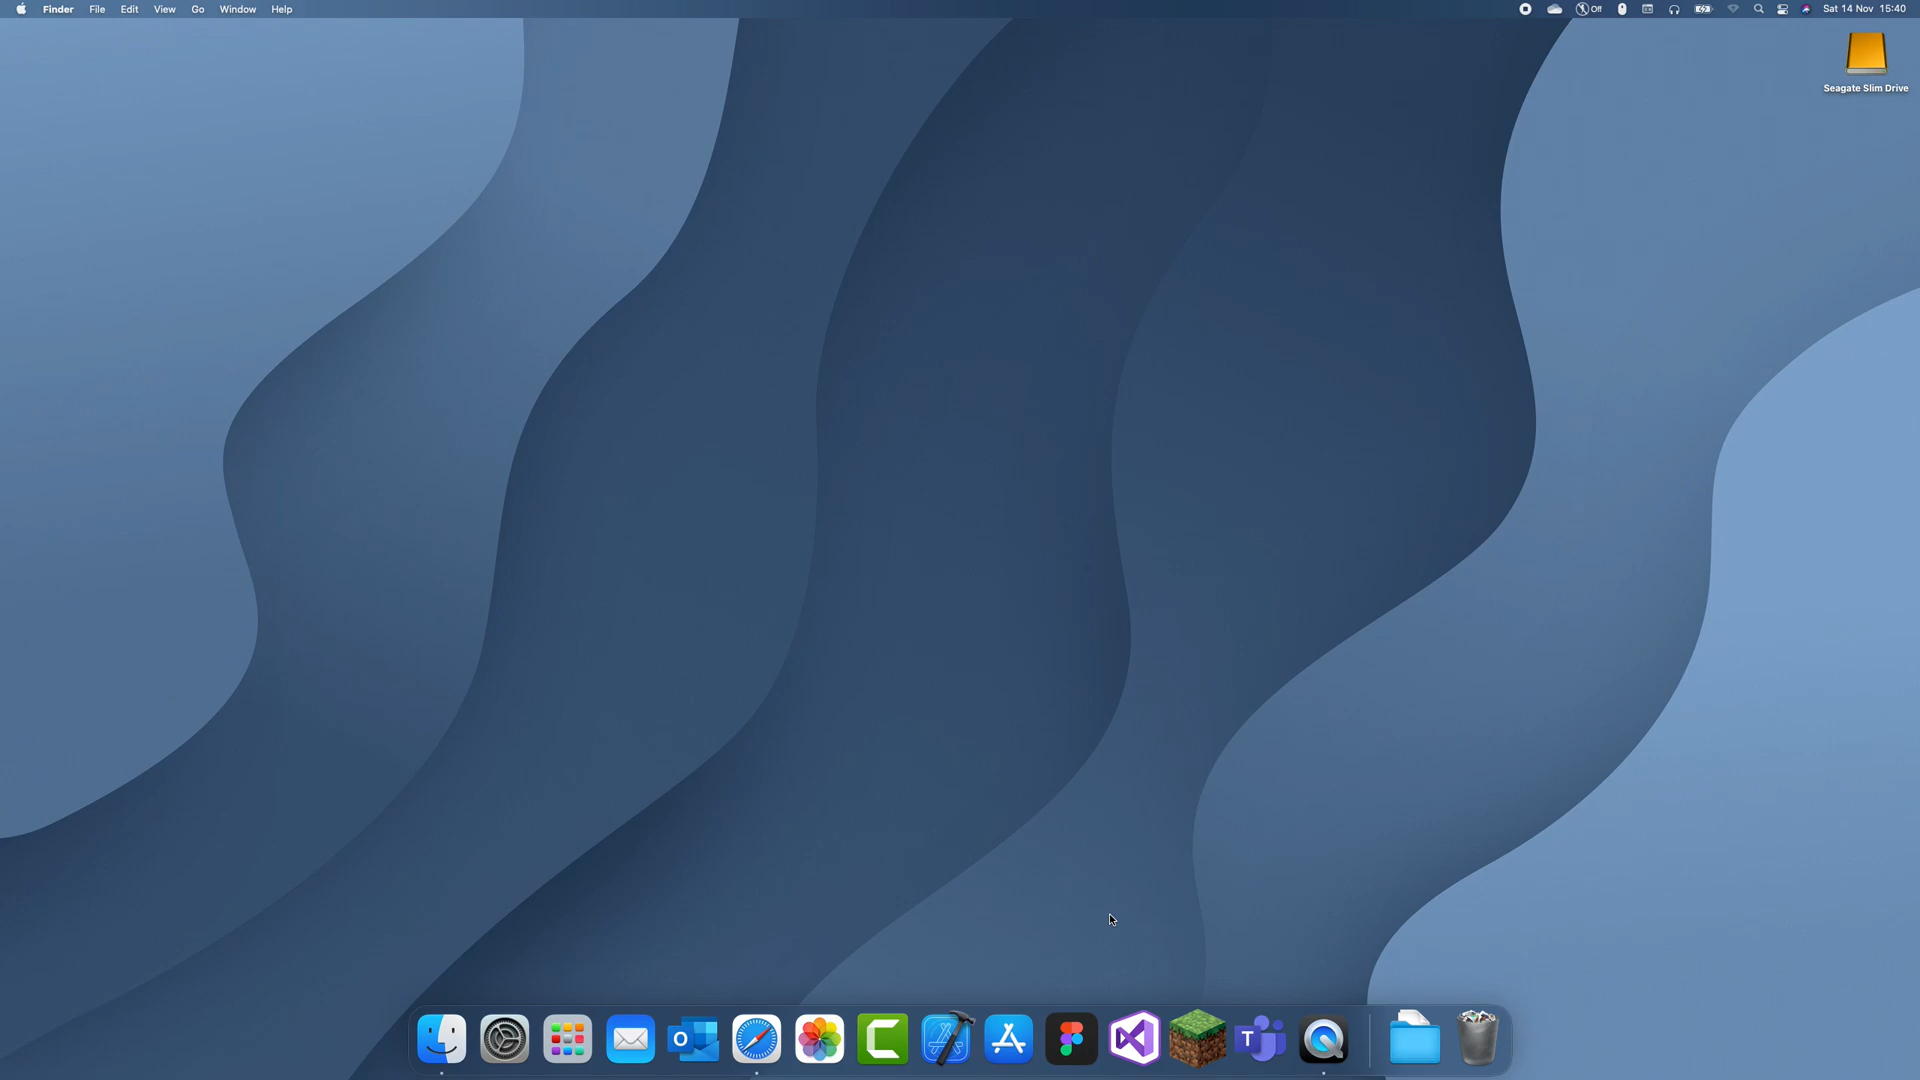 Finder File Edit View Go Window Help Off Sat 14 Nov 15:40
Seagate Slim Drive
O
T